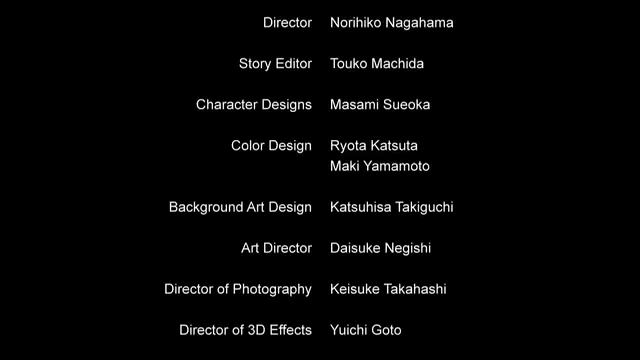 Director Norihiko Nagahama
Story Editor Touko Machida
Character Designs Masami Sueoka
Color Design Ryota Katsuta
Maki Yamamoto
Background Art Design Katsuhisa Takiguchi
Art Director Daisuke Negishi
Director of Photography Keisuke Takahashi
Director of 3D Effects Yuichi Goto